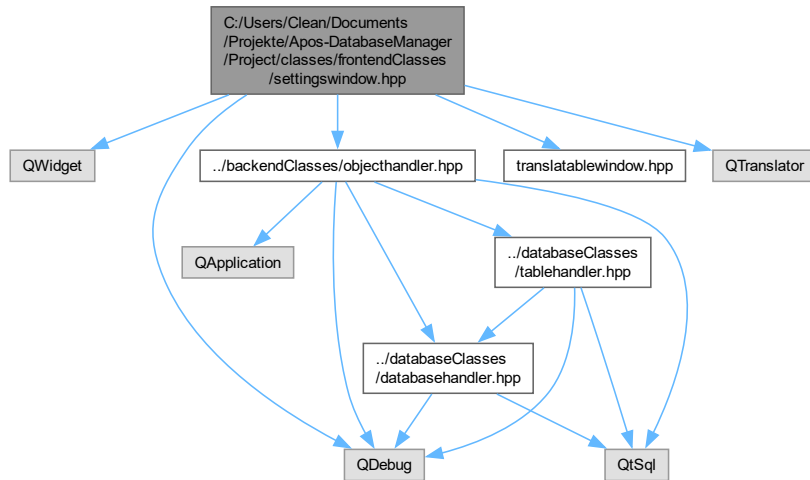 C:/Users/Clean/Documents
/Projekte/Apos-DatabaseManager
/Project/classes/frontendClasses
/settingswindow.hpp
QWidget
../backendClasses/objecthandler.hpp
translatablewindow.hpp
QTranslator
QApplication
../databaseClasses
/tablehandler.hpp
../databaseClasses
/databasehandler.hpp
QDebug
QtSql